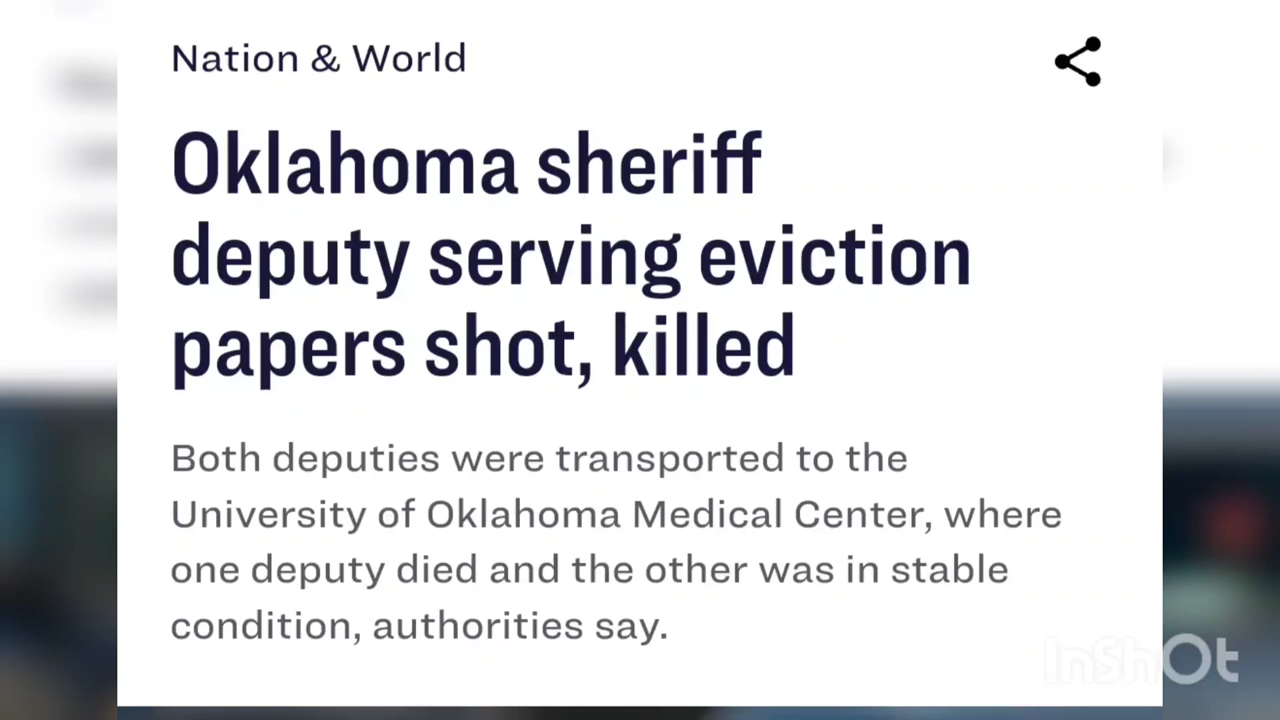 Nation & World
Oklahoma sheriff
deputy serving eviction
papers shot, killed
Both deputies were transported to the
University of Oklahoma Medical Center, where
one deputy died and the other was in stable
condition, authorities say.
InShOt